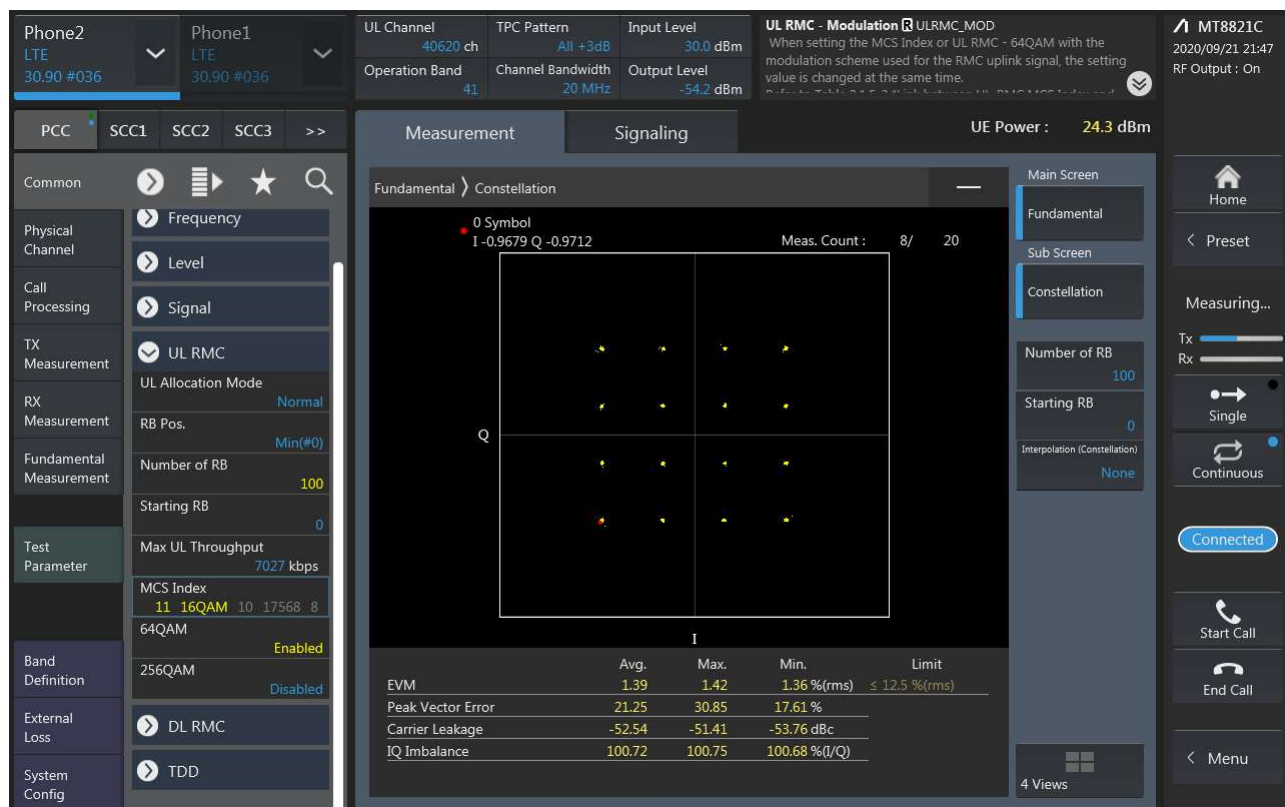 Phone2
LTE
30.90 #036
Phone1
LTE
30.90 #036
UL Channel
40620 ch
TPC Pattern
All +3dB
Input Level
30.0 dBm
Operation Band
41
Channel Bandwidth
20 MHz
Output Level
-54.2 dBm
UL RMC - Modulation R ULRMC_MOD
When setting the MCS Index or UL RMC - 64QAM with the
modulation scheme used for the RMC uplink signal, the setting
value is changed at the same time.
MT8821C
2020/09/21 21:47
RF Output : On
PCC SCC1 SCC2 SCC3 >>
Measurement
Signaling
UE Power : 24.3 dBm
Common
Physical
Channel
Call
Processing
TX
Measurement
RX
Measurement
Fundamental
Measurement
Test
Parameter
Band
Definition
External
Loss
System
Config
Frequency
Level
Signal
UL RMC
UL Allocation Mode
Normal
RB Pos.
Min(#0)
Number of RB
100
Starting RB
0
Max UL Throughput
7027 kbps
MCS Index
11 16QAM 10 17568 8
64QAM
Enabled
256QAM
Disabled
DL RMC
TDD
Fundamental ⟩ Constellation
0 Symbol
I -0.9679 Q -0.9712
Meas. Count : 8/ 20
Q
I
Avg. Max. Min. Limit
EVM 1.39 1.42 1.36 %(rms) ≤ 12.5 %(rms)
Peak Vector Error 21.25 30.85 17.61 %
Carrier Leakage -52.54 -51.41 -53.76 dBc
IQ Imbalance 100.72 100.75 100.68 %(I/Q)
Main Screen
Fundamental
Sub Screen
Constellation
Number of RB
100
Starting RB
0
Interpolation (Constellation)
None
4 Views
Home
< Preset
Measuring...
Tx
Rx
Single
Continuous
Connected
Start Call
End Call
< Menu